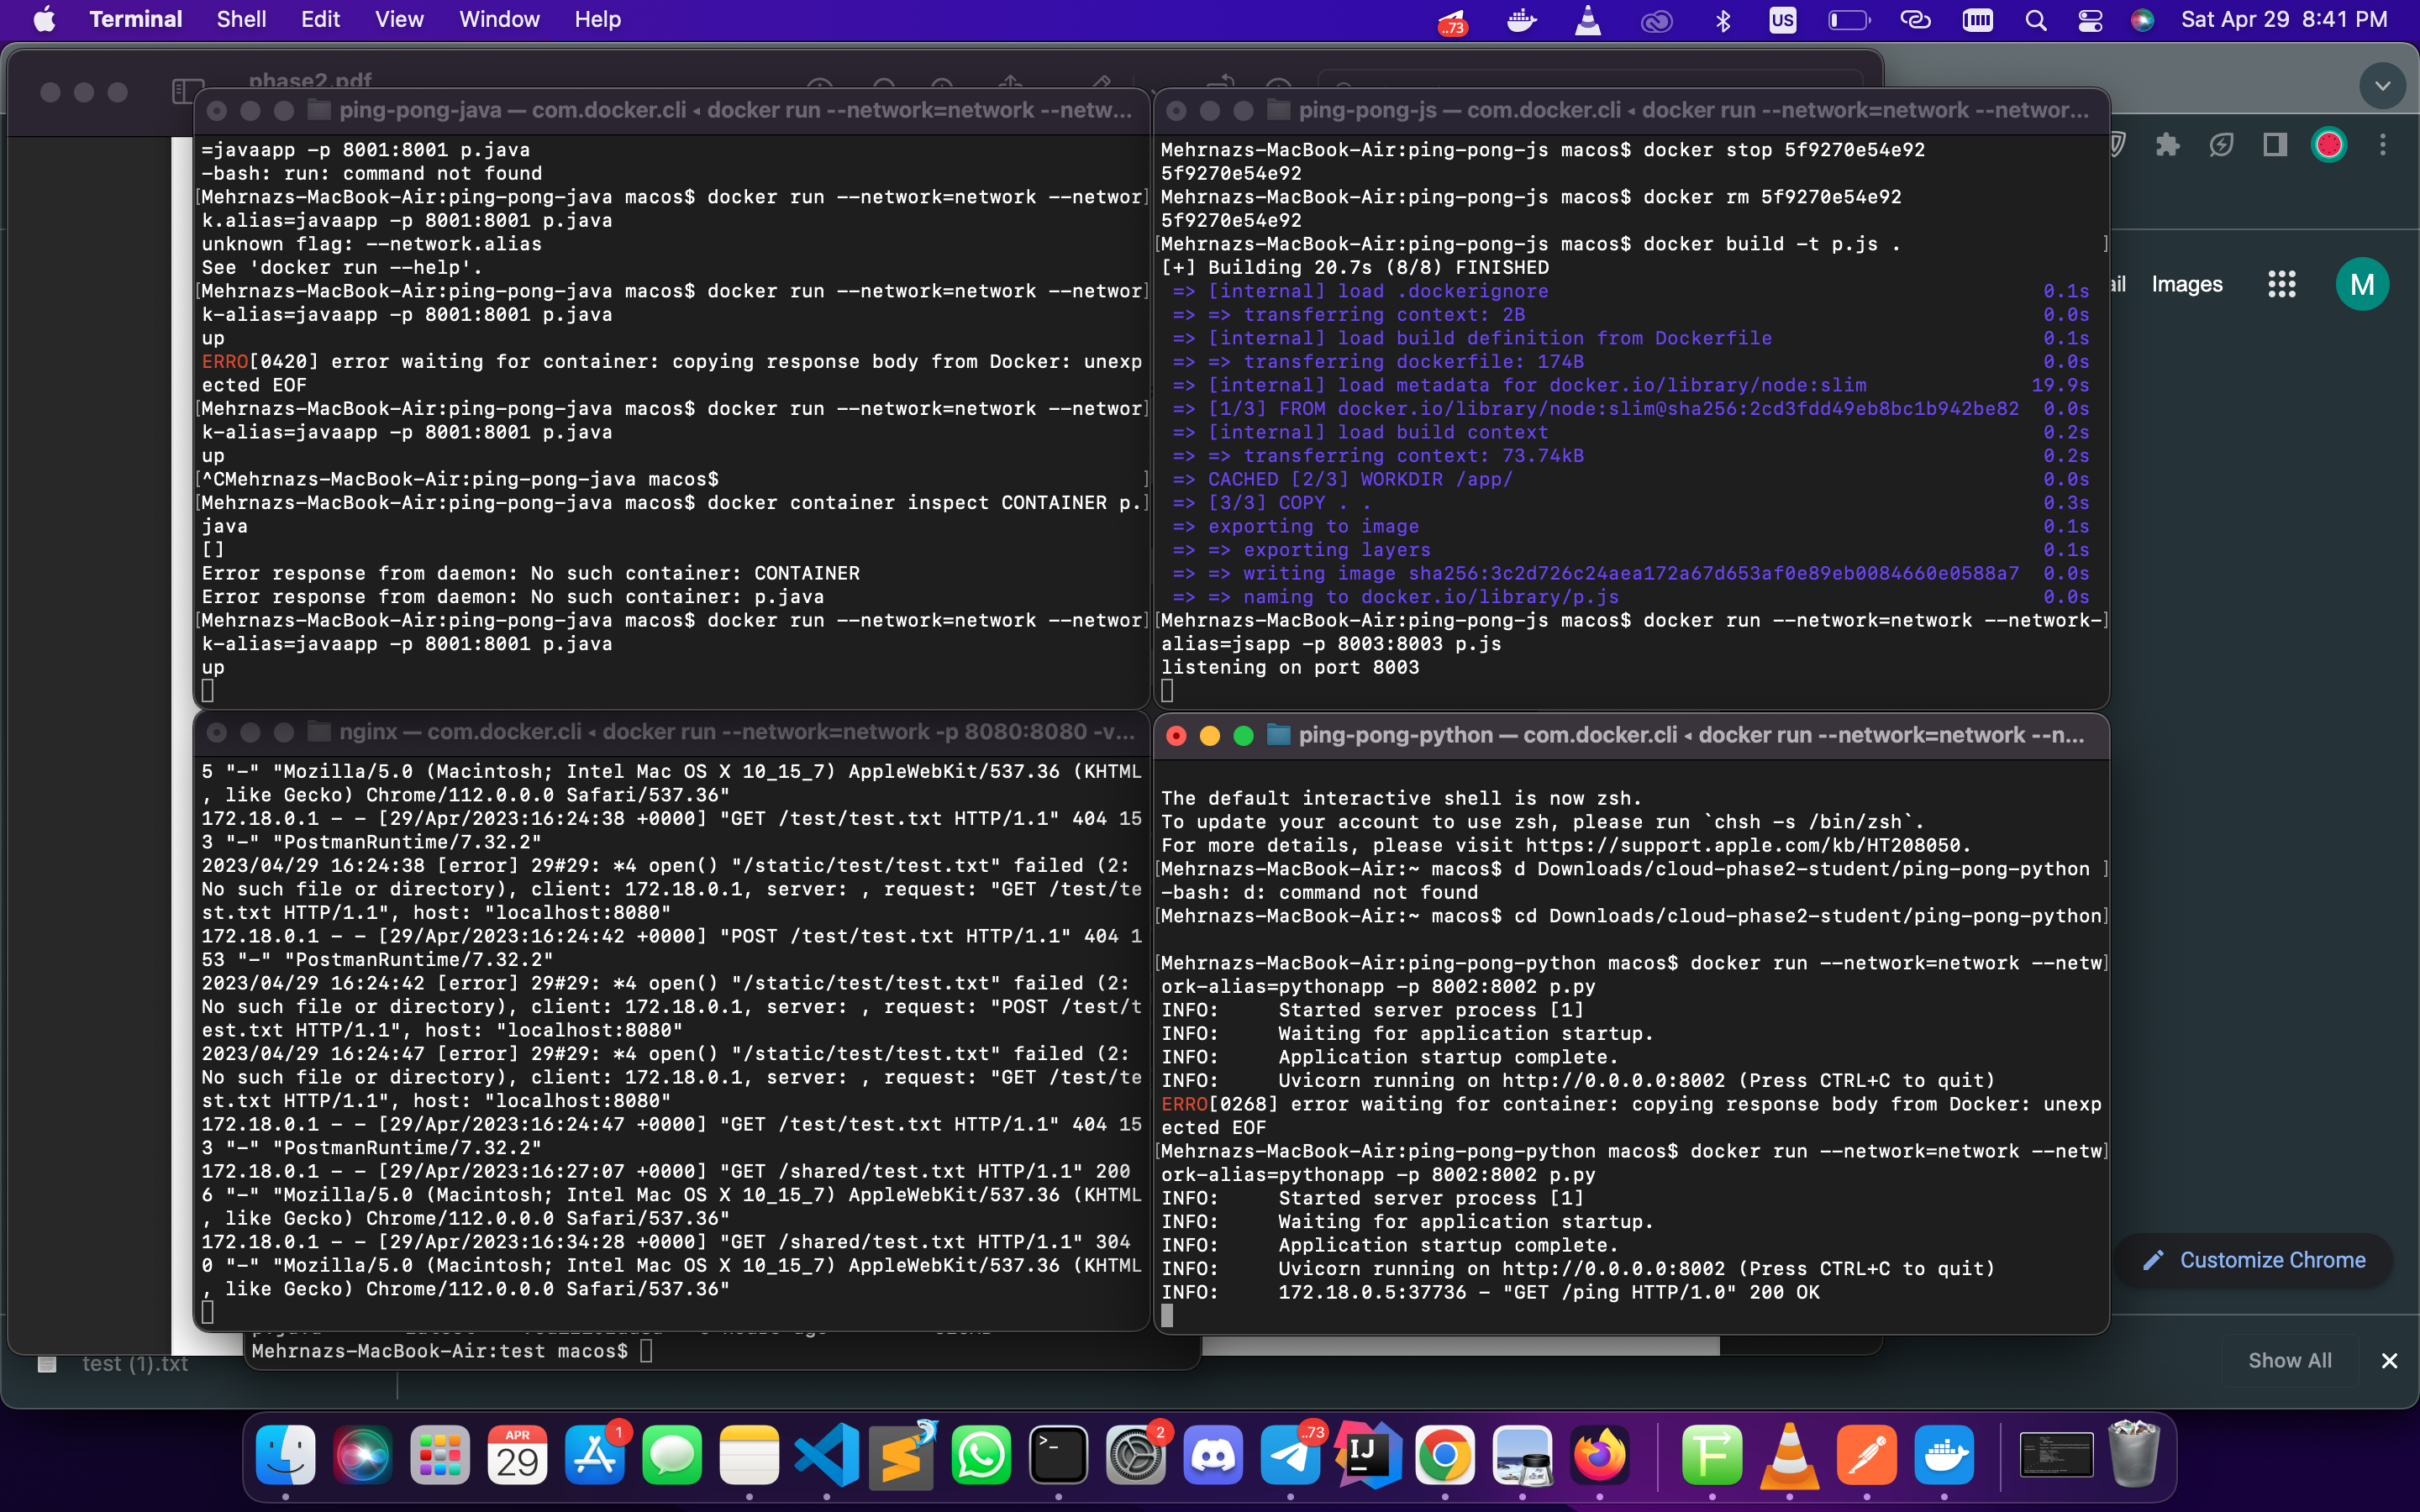 Terminal Shell Edit View Window Help
..73
US
Sat Apr 29 8:41 PM
phase2.pdf
ping-pong-java — com.docker.cli ◂ docker run --network=network --netw...
=javaapp -p 8001:8001 p.java
-bash: run: command not found
[Mehrnazs-MacBook-Air:ping-pong-java macos$ docker run --network=network --networ]
k.alias=javaapp -p 8001:8001 p.java
unknown flag: --network.alias
See 'docker run --help'.
[Mehrnazs-MacBook-Air:ping-pong-java macos$ docker run --network=network --networ]
k-alias=javaapp -p 8001:8001 p.java
up
ERRO[0420] error waiting for container: copying response body from Docker: unexp
ected EOF
[Mehrnazs-MacBook-Air:ping-pong-java macos$ docker run --network=network --networ]
k-alias=javaapp -p 8001:8001 p.java
up
[^CMehrnazs-MacBook-Air:ping-pong-java macos$ ]
[Mehrnazs-MacBook-Air:ping-pong-java macos$ docker container inspect CONTAINER p.]
java
[]
Error response from daemon: No such container: CONTAINER
Error response from daemon: No such container: p.java
[Mehrnazs-MacBook-Air:ping-pong-java macos$ docker run --network=network --networ]
k-alias=javaapp -p 8001:8001 p.java
up
ping-pong-js — com.docker.cli ◂ docker run --network=network --networ...
Mehrnazs-MacBook-Air:ping-pong-js macos$ docker stop 5f9270e54e92
5f9270e54e92
Mehrnazs-MacBook-Air:ping-pong-js macos$ docker rm 5f9270e54e92
5f9270e54e92
[Mehrnazs-MacBook-Air:ping-pong-js macos$ docker build -t p.js . ]
[+] Building 20.7s (8/8) FINISHED
=> [internal] load .dockerignore 0.1s
=> => transferring context: 2B 0.0s
=> [internal] load build definition from Dockerfile 0.1s
=> => transferring dockerfile: 174B 0.0s
=> [internal] load metadata for docker.io/library/node:slim 19.9s
=> [1/3] FROM docker.io/library/node:slim@sha256:2cd3fdd49eb8bc1b942be82 0.0s
=> [internal] load build context 0.2s
=> => transferring context: 73.74kB 0.2s
=> CACHED [2/3] WORKDIR /app/ 0.0s
=> [3/3] COPY . . 0.3s
=> exporting to image 0.1s
=> => exporting layers 0.1s
=> => writing image sha256:3c2d726c24aea172a67d653af0e89eb0084660e0588a7 0.0s
=> => naming to docker.io/library/p.js 0.0s
[Mehrnazs-MacBook-Air:ping-pong-js macos$ docker run --network=network --network-]
alias=jsapp -p 8003:8003 p.js
listening on port 8003
ail Images M
nginx — com.docker.cli ◂ docker run --network=network -p 8080:8080 -v...
5 "-" "Mozilla/5.0 (Macintosh; Intel Mac OS X 10_15_7) AppleWebKit/537.36 (KHTML
, like Gecko) Chrome/112.0.0.0 Safari/537.36"
172.18.0.1 - - [29/Apr/2023:16:24:38 +0000] "GET /test/test.txt HTTP/1.1" 404 15
3 "-" "PostmanRuntime/7.32.2"
2023/04/29 16:24:38 [error] 29#29: *4 open() "/static/test/test.txt" failed (2:
No such file or directory), client: 172.18.0.1, server: , request: "GET /test/te
st.txt HTTP/1.1", host: "localhost:8080"
172.18.0.1 - - [29/Apr/2023:16:24:42 +0000] "POST /test/test.txt HTTP/1.1" 404 1
53 "-" "PostmanRuntime/7.32.2"
2023/04/29 16:24:42 [error] 29#29: *4 open() "/static/test/test.txt" failed (2:
No such file or directory), client: 172.18.0.1, server: , request: "POST /test/t
est.txt HTTP/1.1", host: "localhost:8080"
2023/04/29 16:24:47 [error] 29#29: *4 open() "/static/test/test.txt" failed (2:
No such file or directory), client: 172.18.0.1, server: , request: "GET /test/te
st.txt HTTP/1.1", host: "localhost:8080"
172.18.0.1 - - [29/Apr/2023:16:24:47 +0000] "GET /test/test.txt HTTP/1.1" 404 15
3 "-" "PostmanRuntime/7.32.2"
172.18.0.1 - - [29/Apr/2023:16:27:07 +0000] "GET /shared/test.txt HTTP/1.1" 200
6 "-" "Mozilla/5.0 (Macintosh; Intel Mac OS X 10_15_7) AppleWebKit/537.36 (KHTML
, like Gecko) Chrome/112.0.0.0 Safari/537.36"
172.18.0.1 - - [29/Apr/2023:16:34:28 +0000] "GET /shared/test.txt HTTP/1.1" 304
0 "-" "Mozilla/5.0 (Macintosh; Intel Mac OS X 10_15_7) AppleWebKit/537.36 (KHTML
, like Gecko) Chrome/112.0.0.0 Safari/537.36"
ping-pong-python — com.docker.cli ◂ docker run --network=network --n...
The default interactive shell is now zsh.
To update your account to use zsh, please run `chsh -s /bin/zsh`.
For more details, please visit https://support.apple.com/kb/HT208050.
[Mehrnazs-MacBook-Air:~ macos$ d Downloads/cloud-phase2-student/ping-pong-python ]
-bash: d: command not found
[Mehrnazs-MacBook-Air:~ macos$ cd Downloads/cloud-phase2-student/ping-pong-python]
[Mehrnazs-MacBook-Air:ping-pong-python macos$ docker run --network=network --netw]
ork-alias=pythonapp -p 8002:8002 p.py
INFO: Started server process [1]
INFO: Waiting for application startup.
INFO: Application startup complete.
INFO: Uvicorn running on http://0.0.0.0:8002 (Press CTRL+C to quit)
ERRO[0268] error waiting for container: copying response body from Docker: unexp
ected EOF
[Mehrnazs-MacBook-Air:ping-pong-python macos$ docker run --network=network --netw]
ork-alias=pythonapp -p 8002:8002 p.py
INFO: Started server process [1]
INFO: Waiting for application startup.
INFO: Application startup complete.
INFO: Uvicorn running on http://0.0.0.0:8002 (Press CTRL+C to quit)
INFO: 172.18.0.5:37736 - "GET /ping HTTP/1.0" 200 OK
Customize Chrome
Mehrnazs-MacBook-Air:test macos$
test (1).txt
Show All
APR
29
1
2
..73
IJ